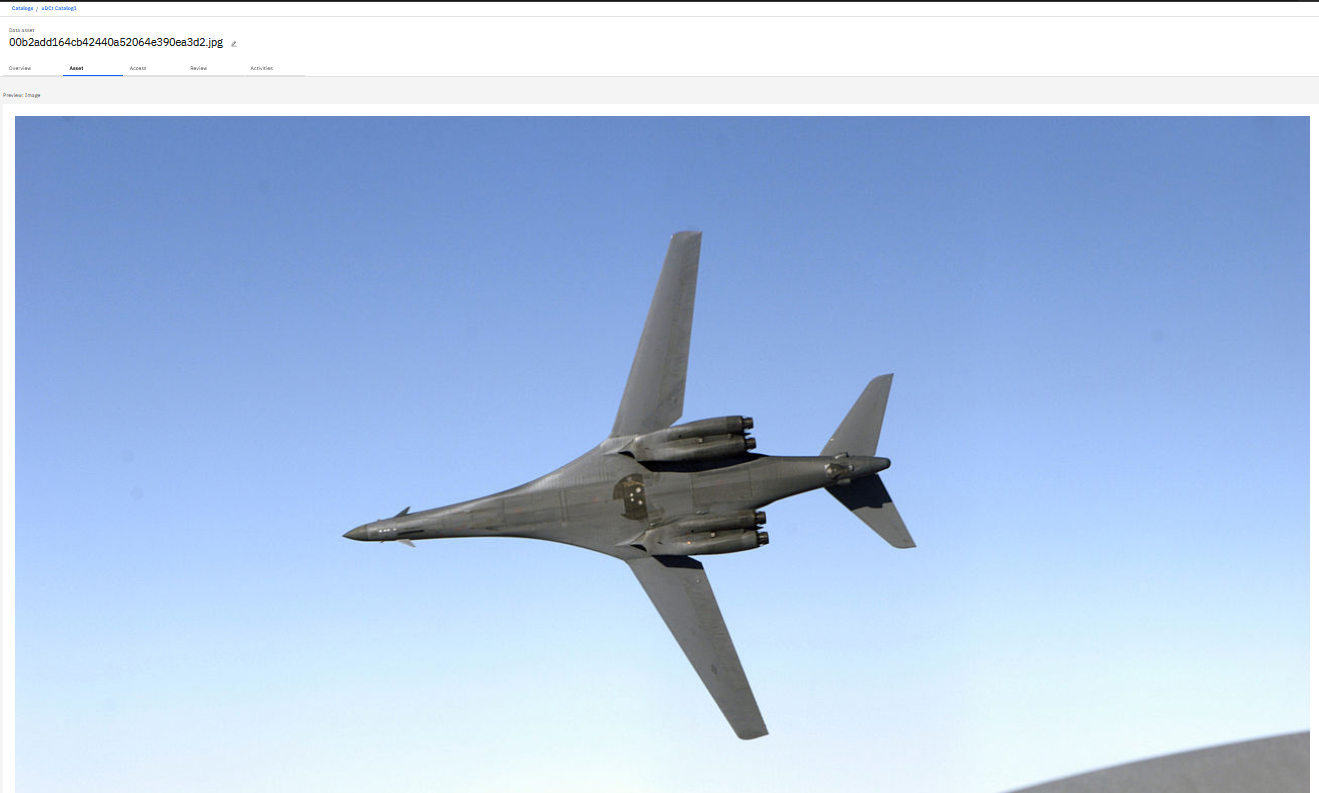 Catalogs / uDCt Catalog1
Data asset
00b2add164cb42440a52064e390ea3d2.jpg
Overview Asset Access Review Activities
Preview: Image